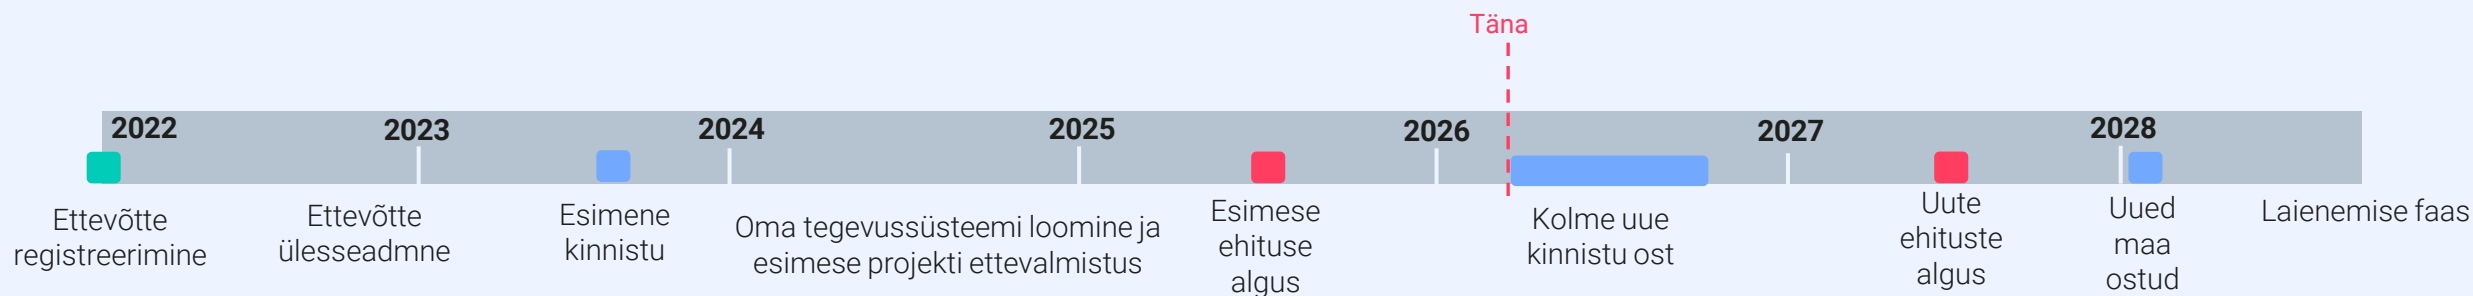 Täna
2022
2023
2024
2025
2026
2027
2028
Ettevõtte
registreerimine
Ettevõtte
ülesseadmne
Esimene
kinnistu
Oma tegevussüsteemi loomine ja
esimese projekti ettevalmistus
Esimese
ehituse
algus
Kolme uue
kinnistu ost
Uute
ehituste
algus
Uued
maa
ostud
Laienemise faas